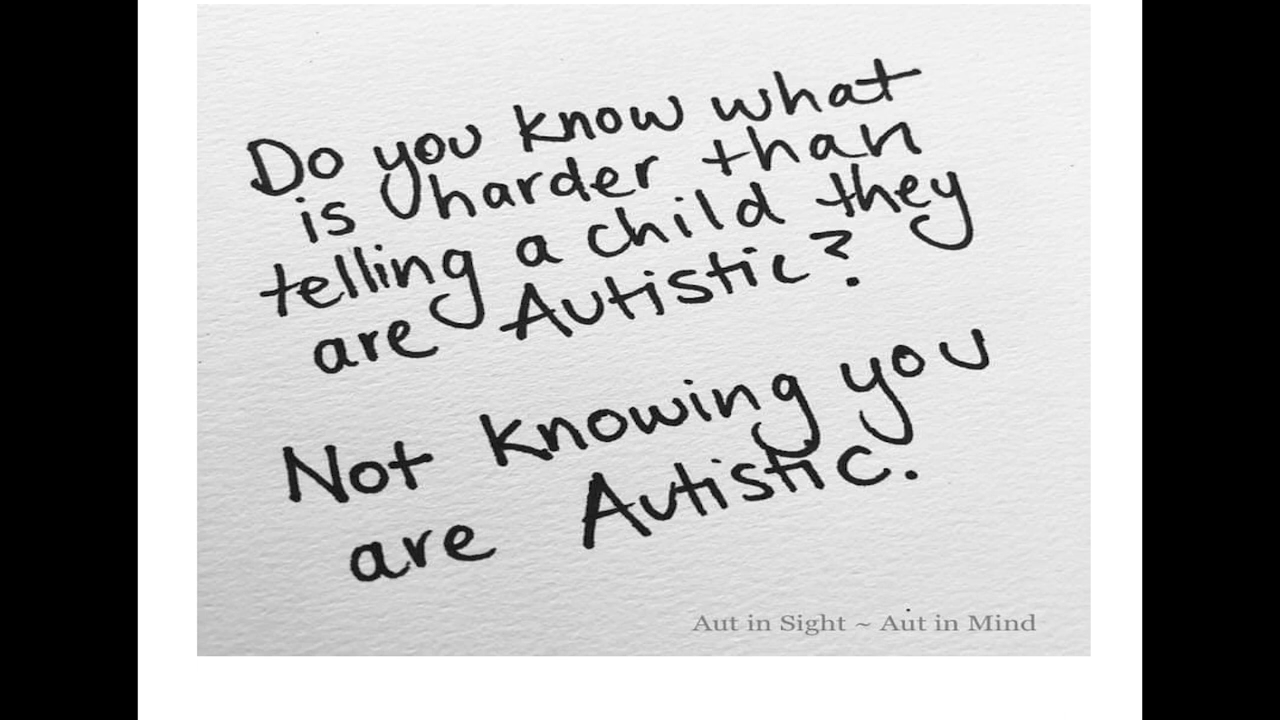 Do you know what
is harder than
telling a child they
are Autistic?
Not knowing you
are Autistic.
Aut in Sight ~ Aut in Mind